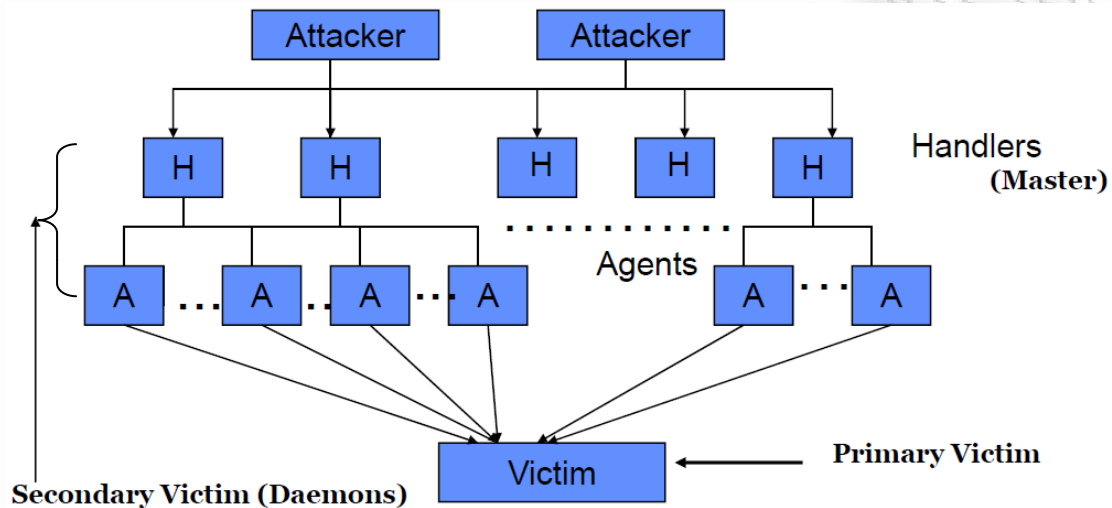 Attacker Attacker
H H H H H
Handlers
(Master)
............
Agents
A ... A .. A ... A A ... A
Victim
Primary Victim
Secondary Victim (Daemons)